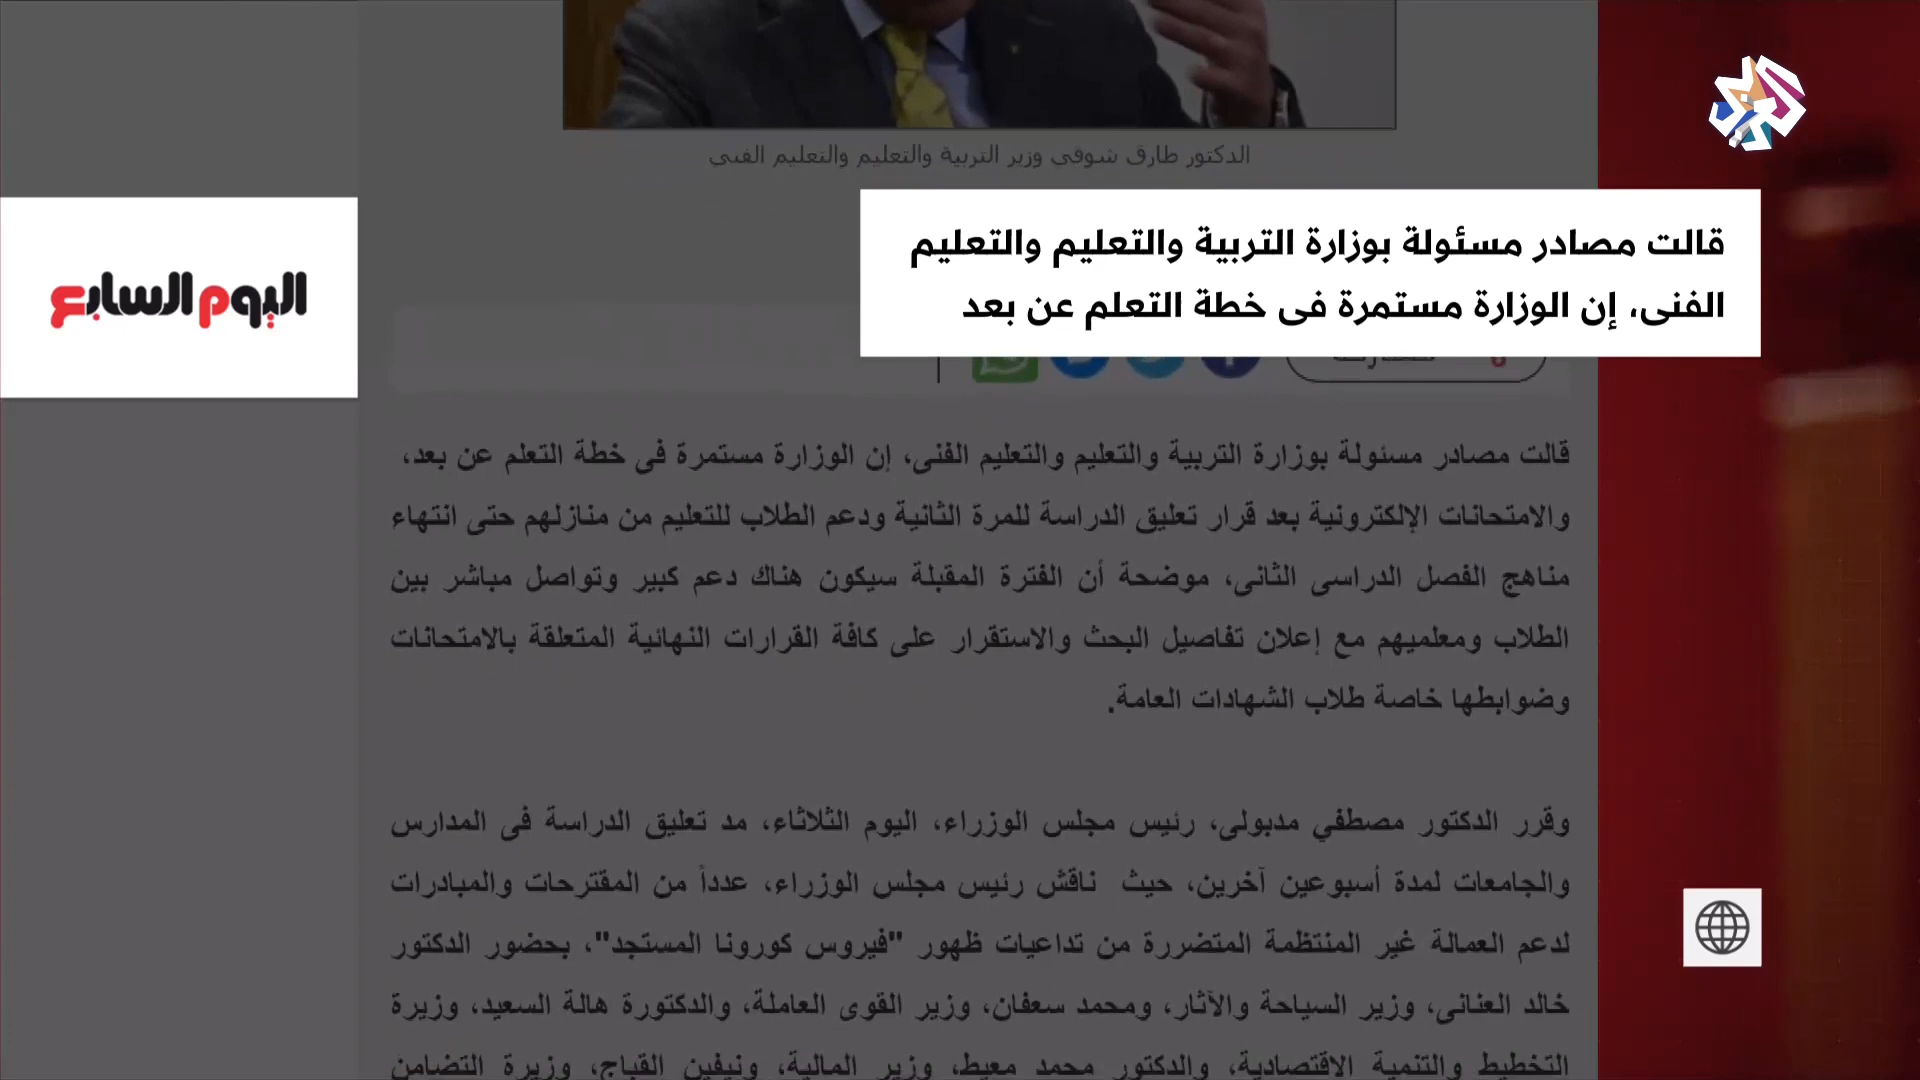 الدكتور طارق شوقى وزير التربية والتعليم والتعليم الفنى
قالت مصادر مسئولة بوزارة التربية والتعليم والتعليم
الفنى، إن الوزارة مستمرة فى خطة التعلم عن بعد
اليوم السابع
قالت مصادر مسئولة بوزارة التربية والتعليم والتعليم الفنى، إن الوزارة مستمرة فى خطة التعلم عن بعد،
والامتحانات الإلكترونية بعد قرار تعليق الدراسة للمرة الثانية ودعم الطلاب للتعليم من منازلهم حتى انتهاء
مناهج الفصل الدراسى الثانى، موضحة أن الفترة المقبلة سيكون هناك دعم كبير وتواصل مباشر بين
الطلاب ومعلميهم مع إعلان تفاصيل البحث والاستقرار على كافة القرارات النهائية المتعلقة بالامتحانات
وضوابطها خاصة طلاب الشهادات العامة.
وقرر الدكتور مصطفي مدبولى، رئيس مجلس الوزراء، اليوم الثلاثاء، مد تعليق الدراسة فى المدارس
والجامعات لمدة أسبوعين آخرين، حيث ناقش رئيس مجلس الوزراء، عدداً من المقترحات والمبادرات
لدعم العمالة غير المنتظمة المتضررة من تداعيات ظهور "فيروس كورونا المستجد"، بحضور الدكتور
خالد العنانى، وزير السياحة والآثار، ومحمد سعفان، وزير القوى العاملة، والدكتورة هالة السعيد، وزيرة
التخطيط والتنمية الاقتصادية، والدكتور محمد معيط، وزير المالية، ونيفين القباج، وزيرة التضامن